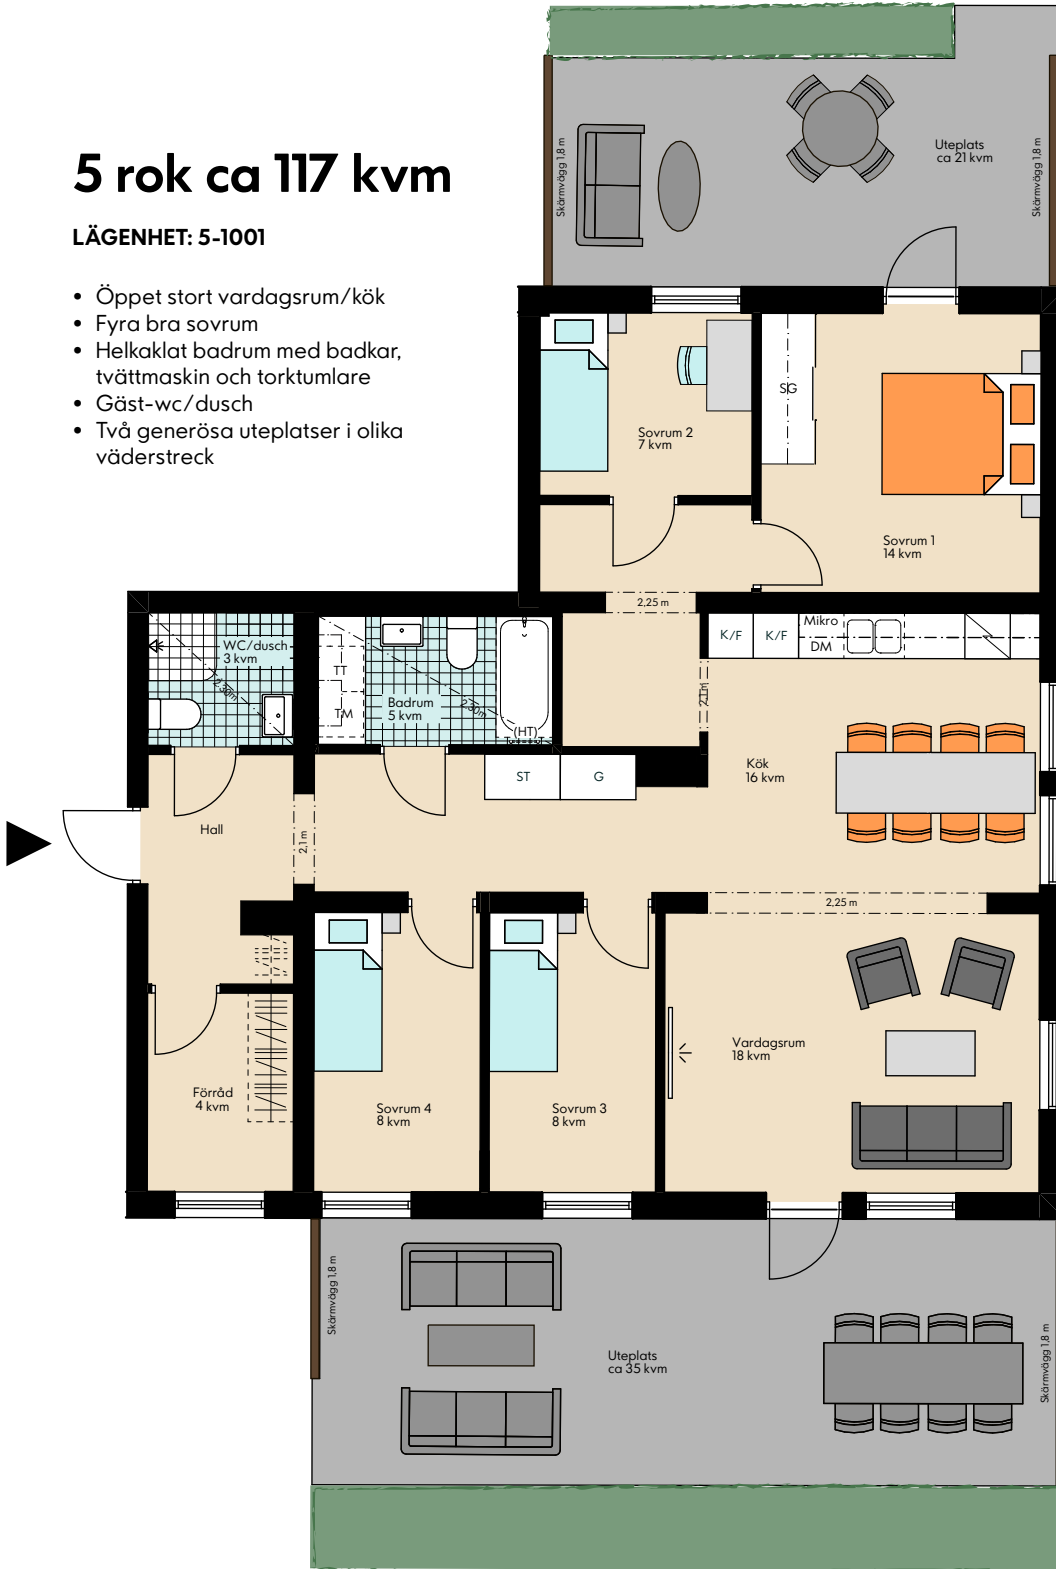 5 rok ca 117 kvm
LÄGENHET: 5-1001
• Öppet stort vardagsrum/kök
• Fyra bra sovrum
• Helkaklat badrum med badkar,
tvättmaskin och torktumlare
• Gäst-wc/dusch
• Två generösa uteplatser i olika
väderstreck
Skärmvägg 1,8 m
Uteplats
ca 21 kvm
Skärmvägg 1,8 m
SG
Sovrum 2
7 kvm
Sovrum 1
14 kvm
2,25 m
WC/dusch
3 kvm
2,30m
TT
TM
Badrum
5 kvm
2,30m
(HT)
K/F
K/F
Mikro
DM
2,1 m
Kök
16 kvm
ST
G
Hall
2,1 m
2,25 m
Vardagsrum
18 kvm
Förråd
4 kvm
Sovrum 4
8 kvm
Sovrum 3
8 kvm
Skärmvägg 1,8 m
Uteplats
ca 35 kvm
Skärmvägg 1,8 m